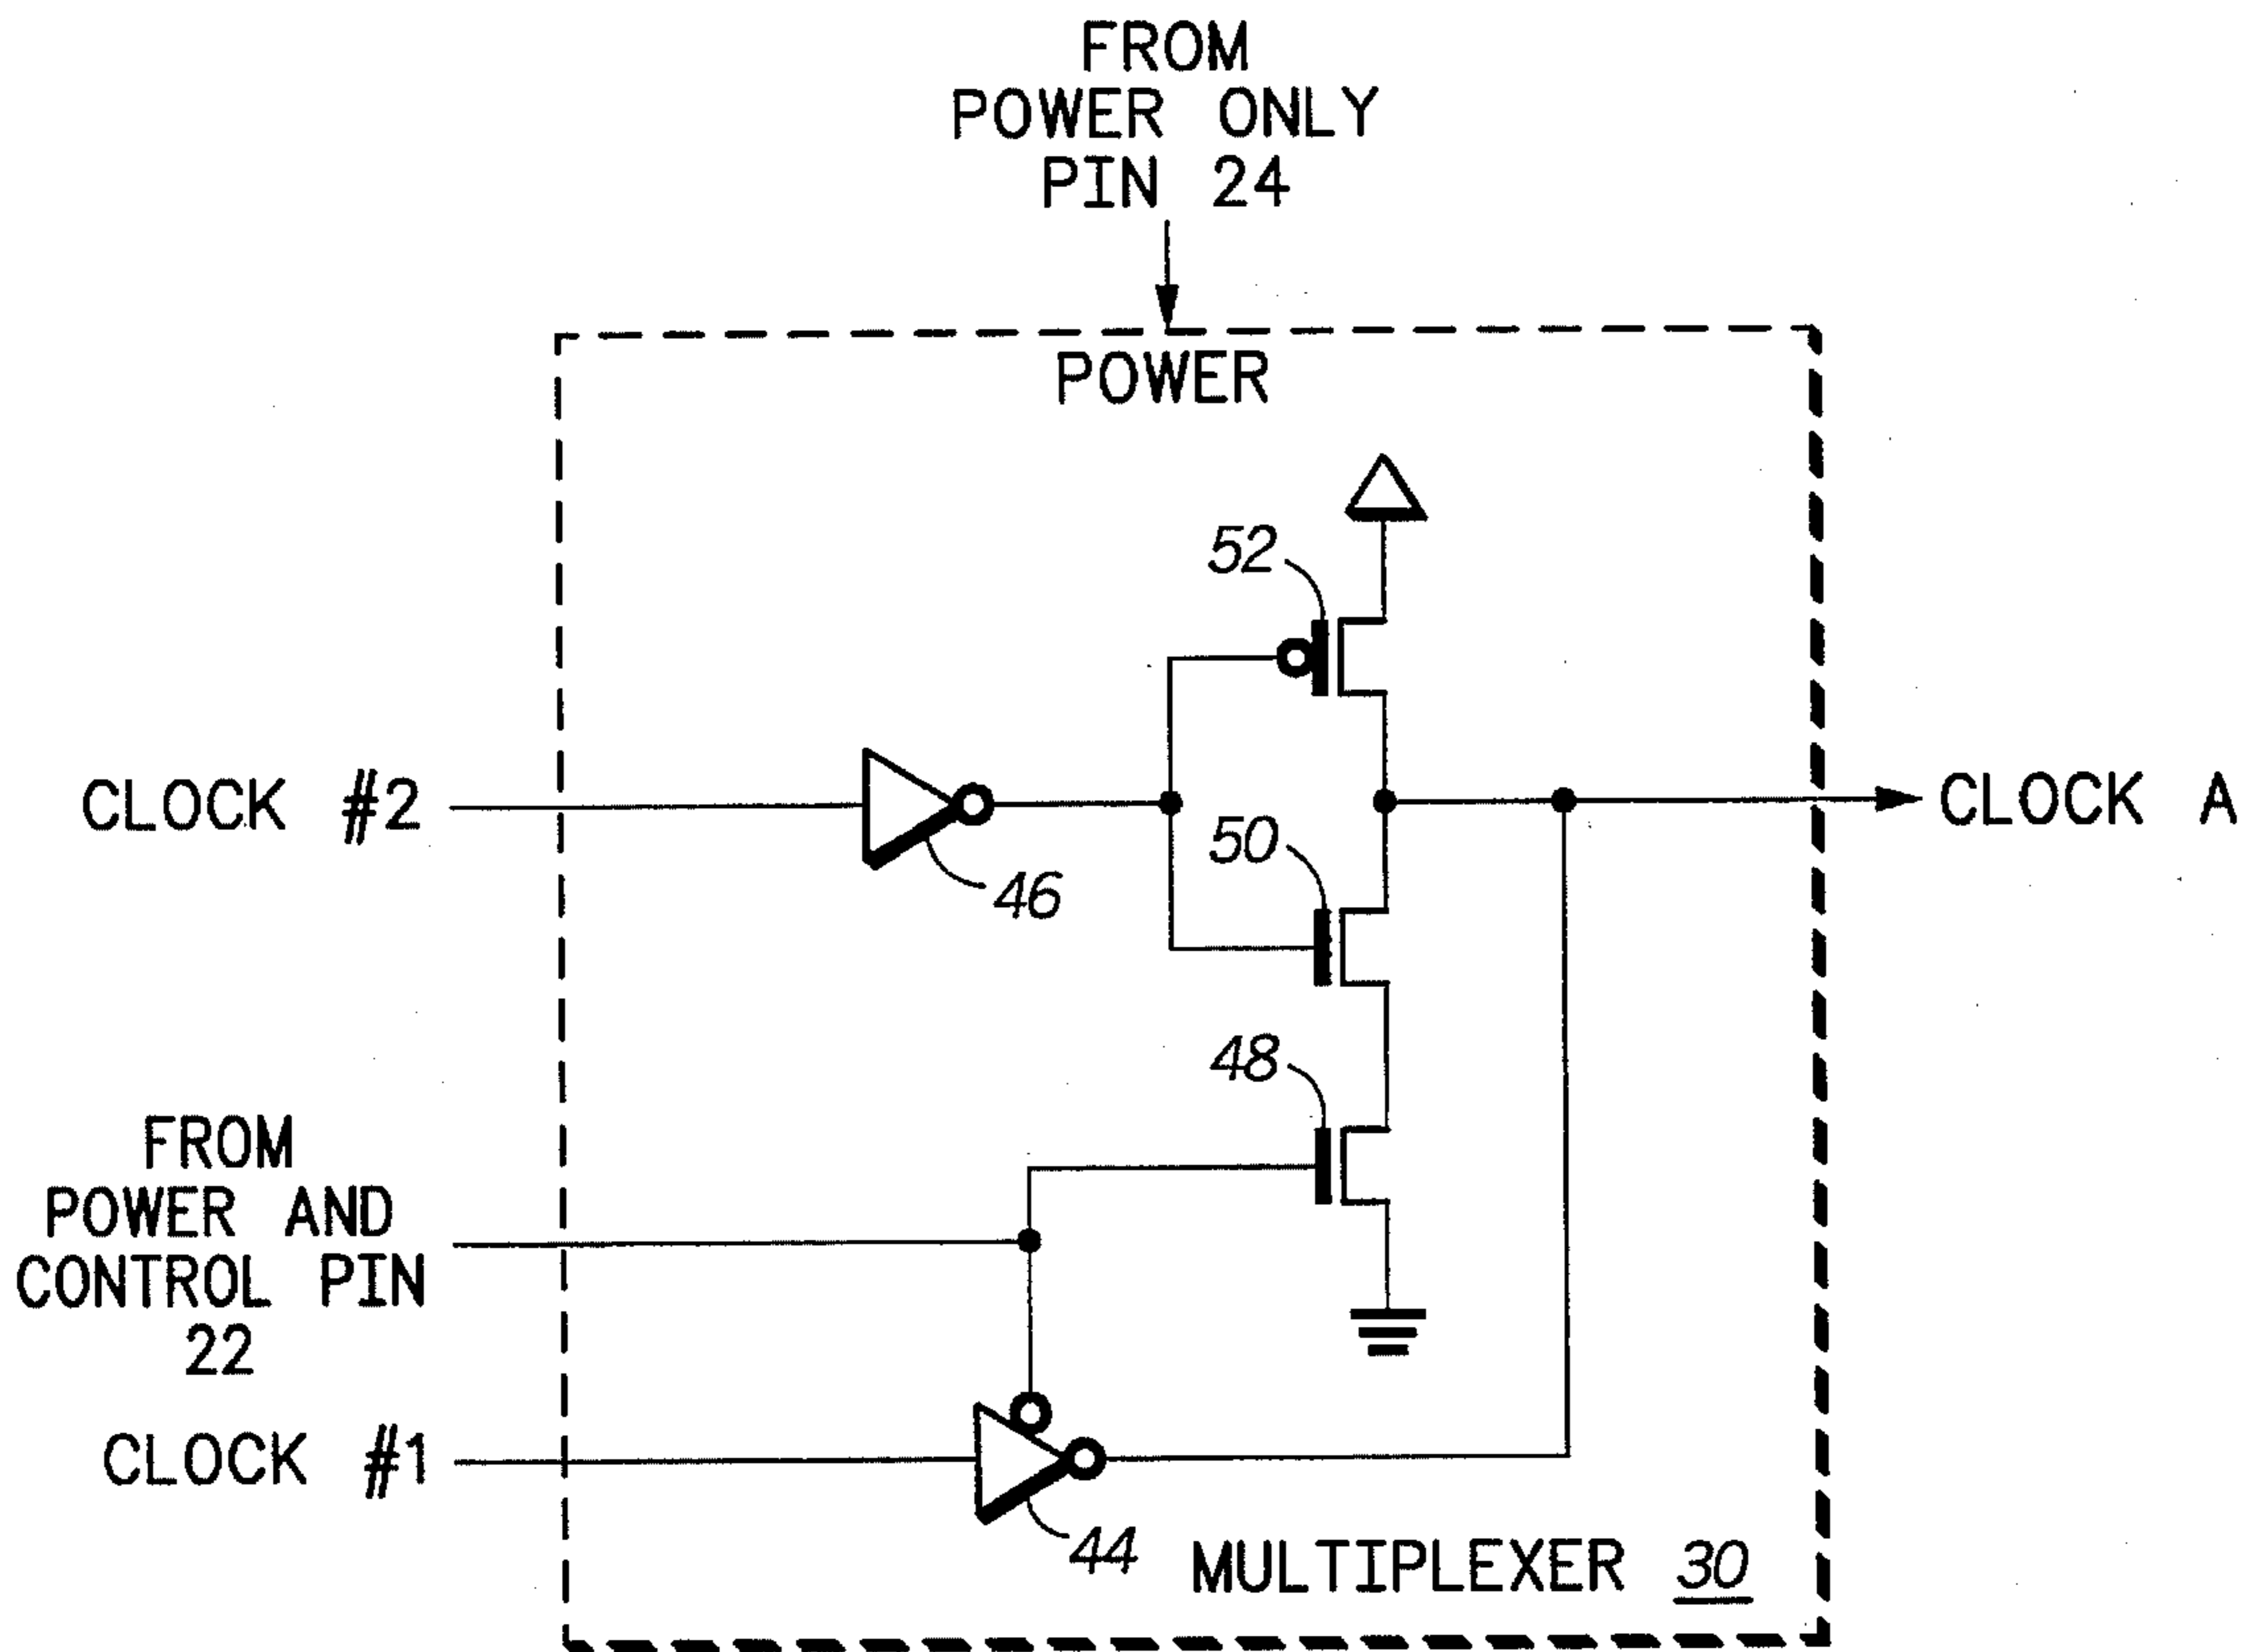 FROM
POWER ONLY
PIN 24
POWER
52
CLOCK #2
CLOCK A
50
46
48
FROM
POWER AND
CONTROL PIN
22
CLOCK #1
44
MULTIPLEXER 30